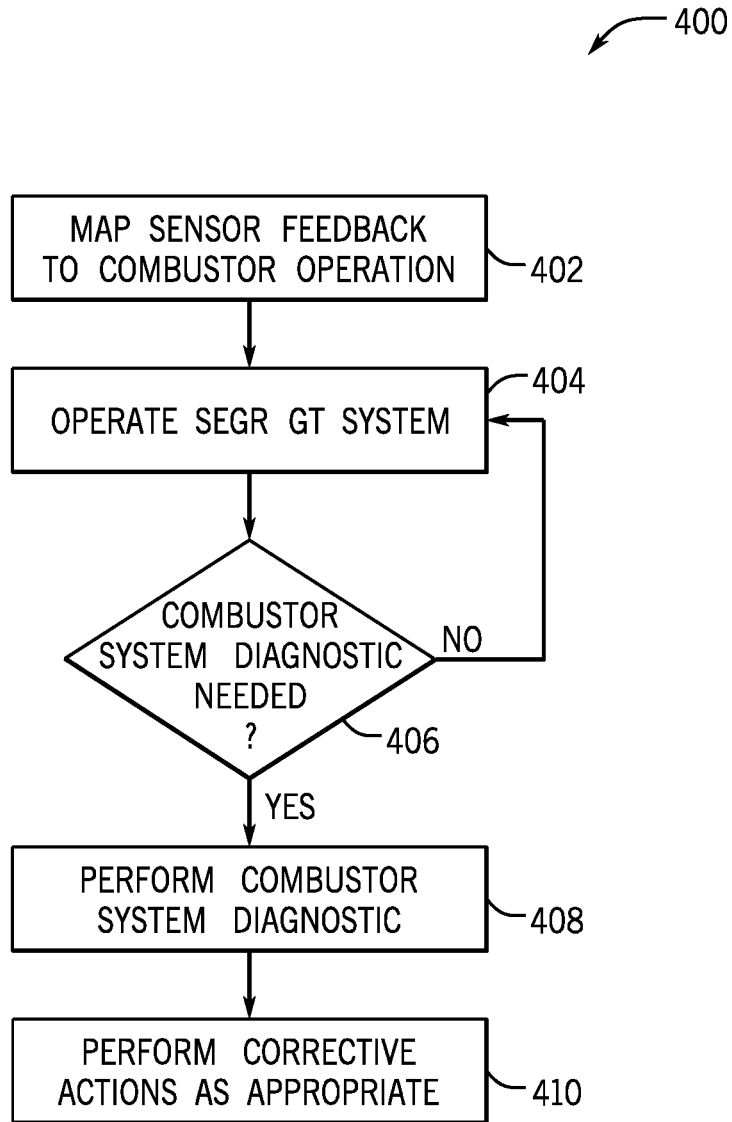 400
MAP SENSOR FEEDBACK
TO COMBUSTOR OPERATION
402
404
OPERATE SEGR GT SYSTEM
COMBUSTOR
SYSTEM DIAGNOSTIC
NEEDED
?
NO
406
YES
PERFORM COMBUSTOR
SYSTEM DIAGNOSTIC
408
PERFORM CORRECTIVE
ACTIONS AS APPROPRIATE
410